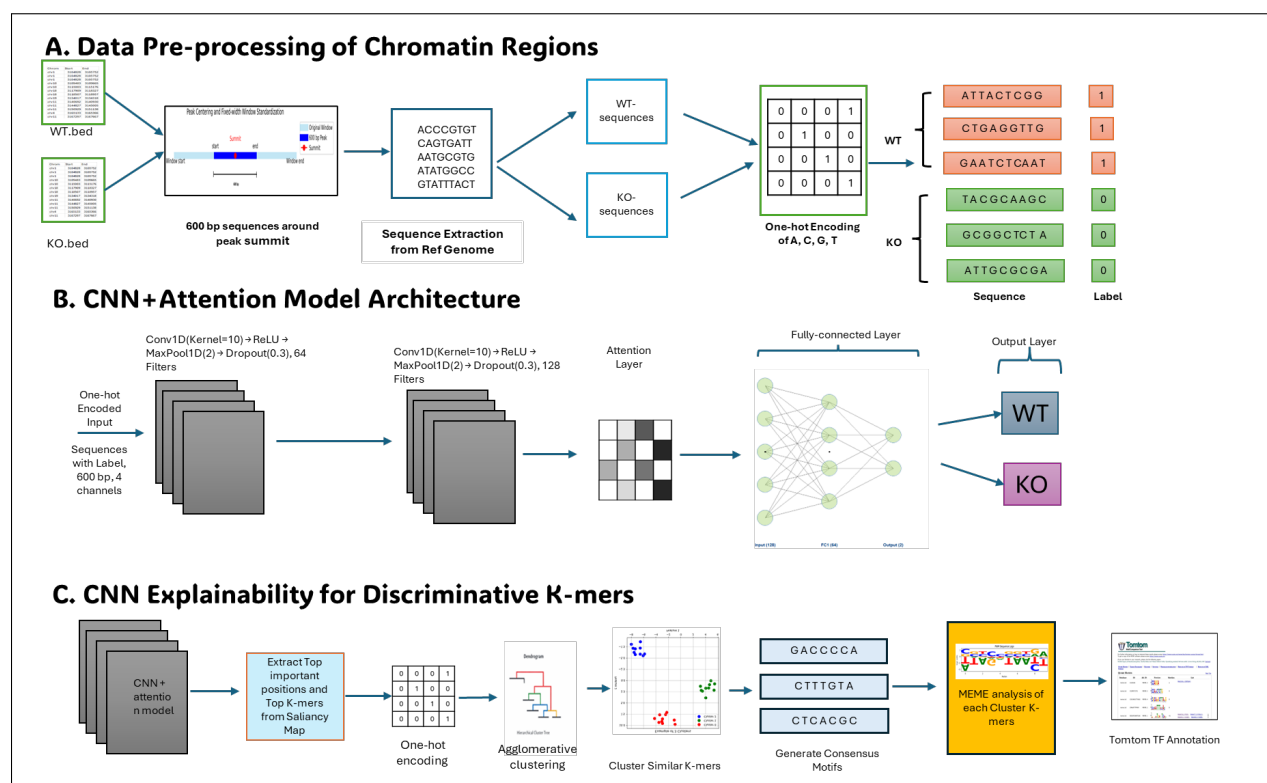 A. Data Pre-processing of Chromatin Regions
WT.bed
KO.bed
Peak Centering and Fixed-width Window Standardization
Original Window
600 bp Peak
Summit
Summit
start
end
Window start
Window end
600 bp sequences around
peak summit
ACCCGTGT
CAGTGATT
AATGCGTG
ATATGGCC
GTATTTACT
Sequence Extraction
from Ref Genome
WT-
sequences
KO-
sequences
0 0 0 1
0 1 0 0
0 0 1 0
0 0 0 1
One-hot Encoding
of A, C, G, T
WT
KO
ATTACTCGG 1
CTGAGGTTG 1
GAATCTCAAT 1
TACGCAAGC 0
GCGGCTCT A 0
ATTGCGCGA 0
Sequence
Label
B. CNN+Attention Model Architecture
One-hot
Encoded
Input
Sequences
with Label,
600 bp, 4
channels
Conv1D(Kernel=10) → ReLU →
MaxPool1D(2) → Dropout(0.3), 64
Filters
Conv1D(Kernel=10) → ReLU →
MaxPool1D(2) → Dropout(0.3), 128
Filters
Attention
Layer
Fully-connected Layer
Input (128)
FC1 (64)
Output (2)
Output Layer
WT
KO
C. CNN Explainability for Discriminative K-mers
CNN+
attentio
n model
Extract Top
important
positions and
Top K-mers
from Saliancy
Map
0 0 0 1
0 1 0 0
0 0 1 0
0 0 0 1
One-hot
encoding
Dendrogram
Hierarchical Cluster Tree
Agglomerative
clustering
Cluster Similar K-mers
GACCCCA
CTTTGTA
CTCACGC
Generate Consensus
Motifs
MEME analysis of
each Cluster K-
mers
Tomtom
Tomtom TF Annotation